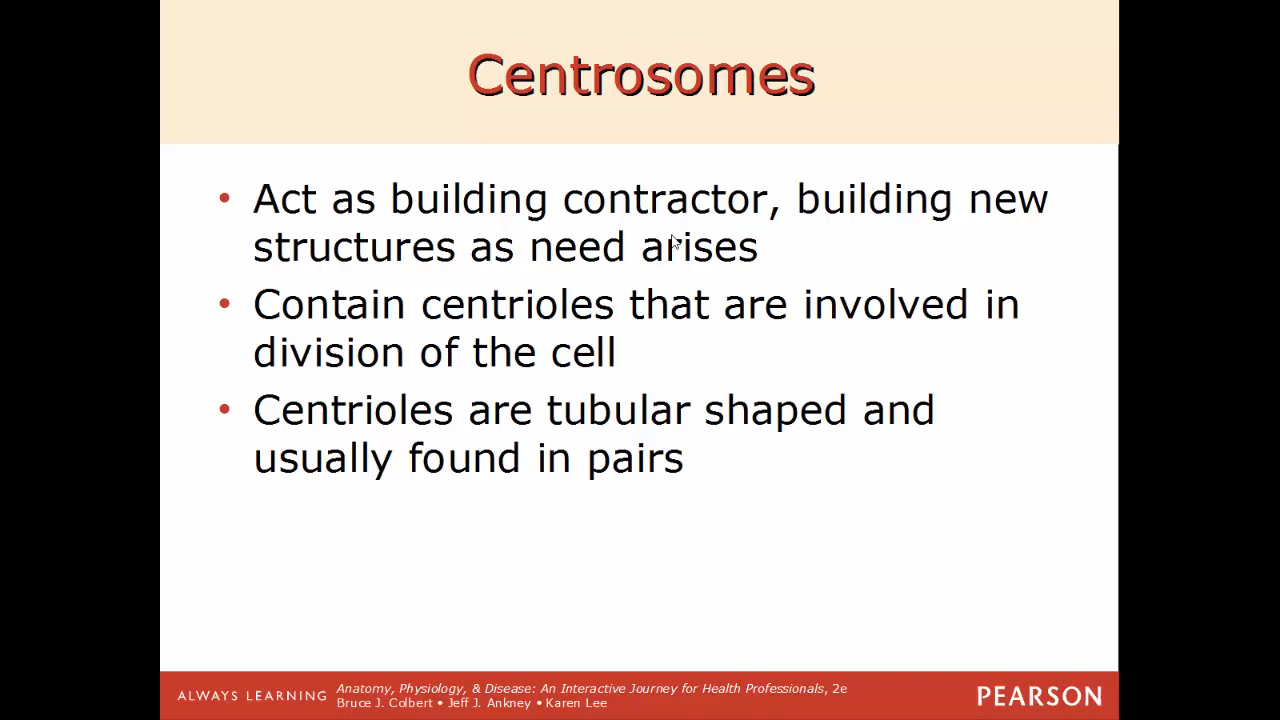 Centrosomes
• Act as building contractor, building new
structures as need arises
• Contain centrioles that are involved in
division of the cell
• Centrioles are tubular shaped and
usually found in pairs
ALWAYS LEARNING
Anatomy, Physiology, & Disease: An Interactive Journey for Health Professionals, 2e
Bruce J. Colbert • Jeff J. Ankney • Karen Lee
PEARSON